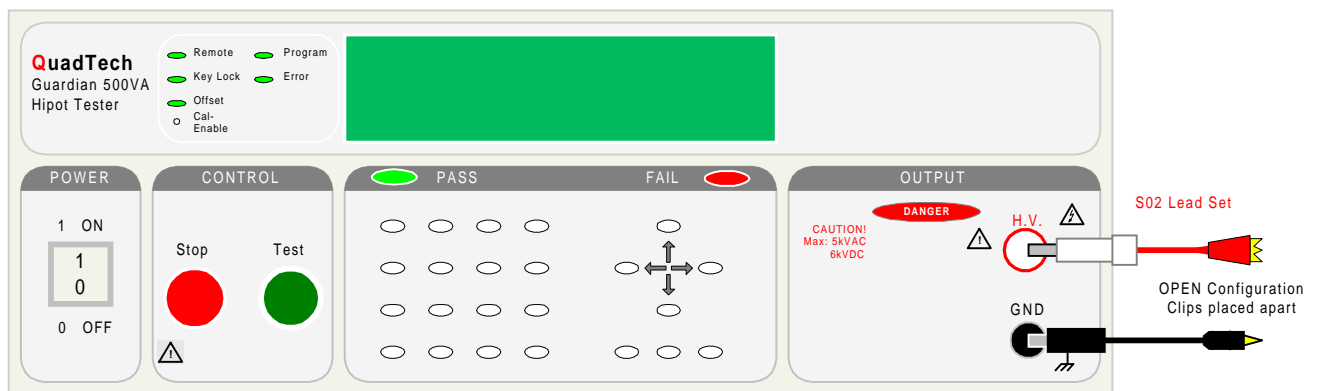 QuadTech
Guardian 500VA
Hipot Tester
Remote
Program
Key Lock
Error
Offset
Cal-
Enable
POWER
1 ON
1
0
0 OFF
CONTROL
Stop
Test
!
PASS
FAIL
OUTPUT
DANGER
CAUTION!
Max: 5kVAC
6kVDC
!
H.V.
GND
S02 Lead Set
OPEN Configuration
Clips placed apart